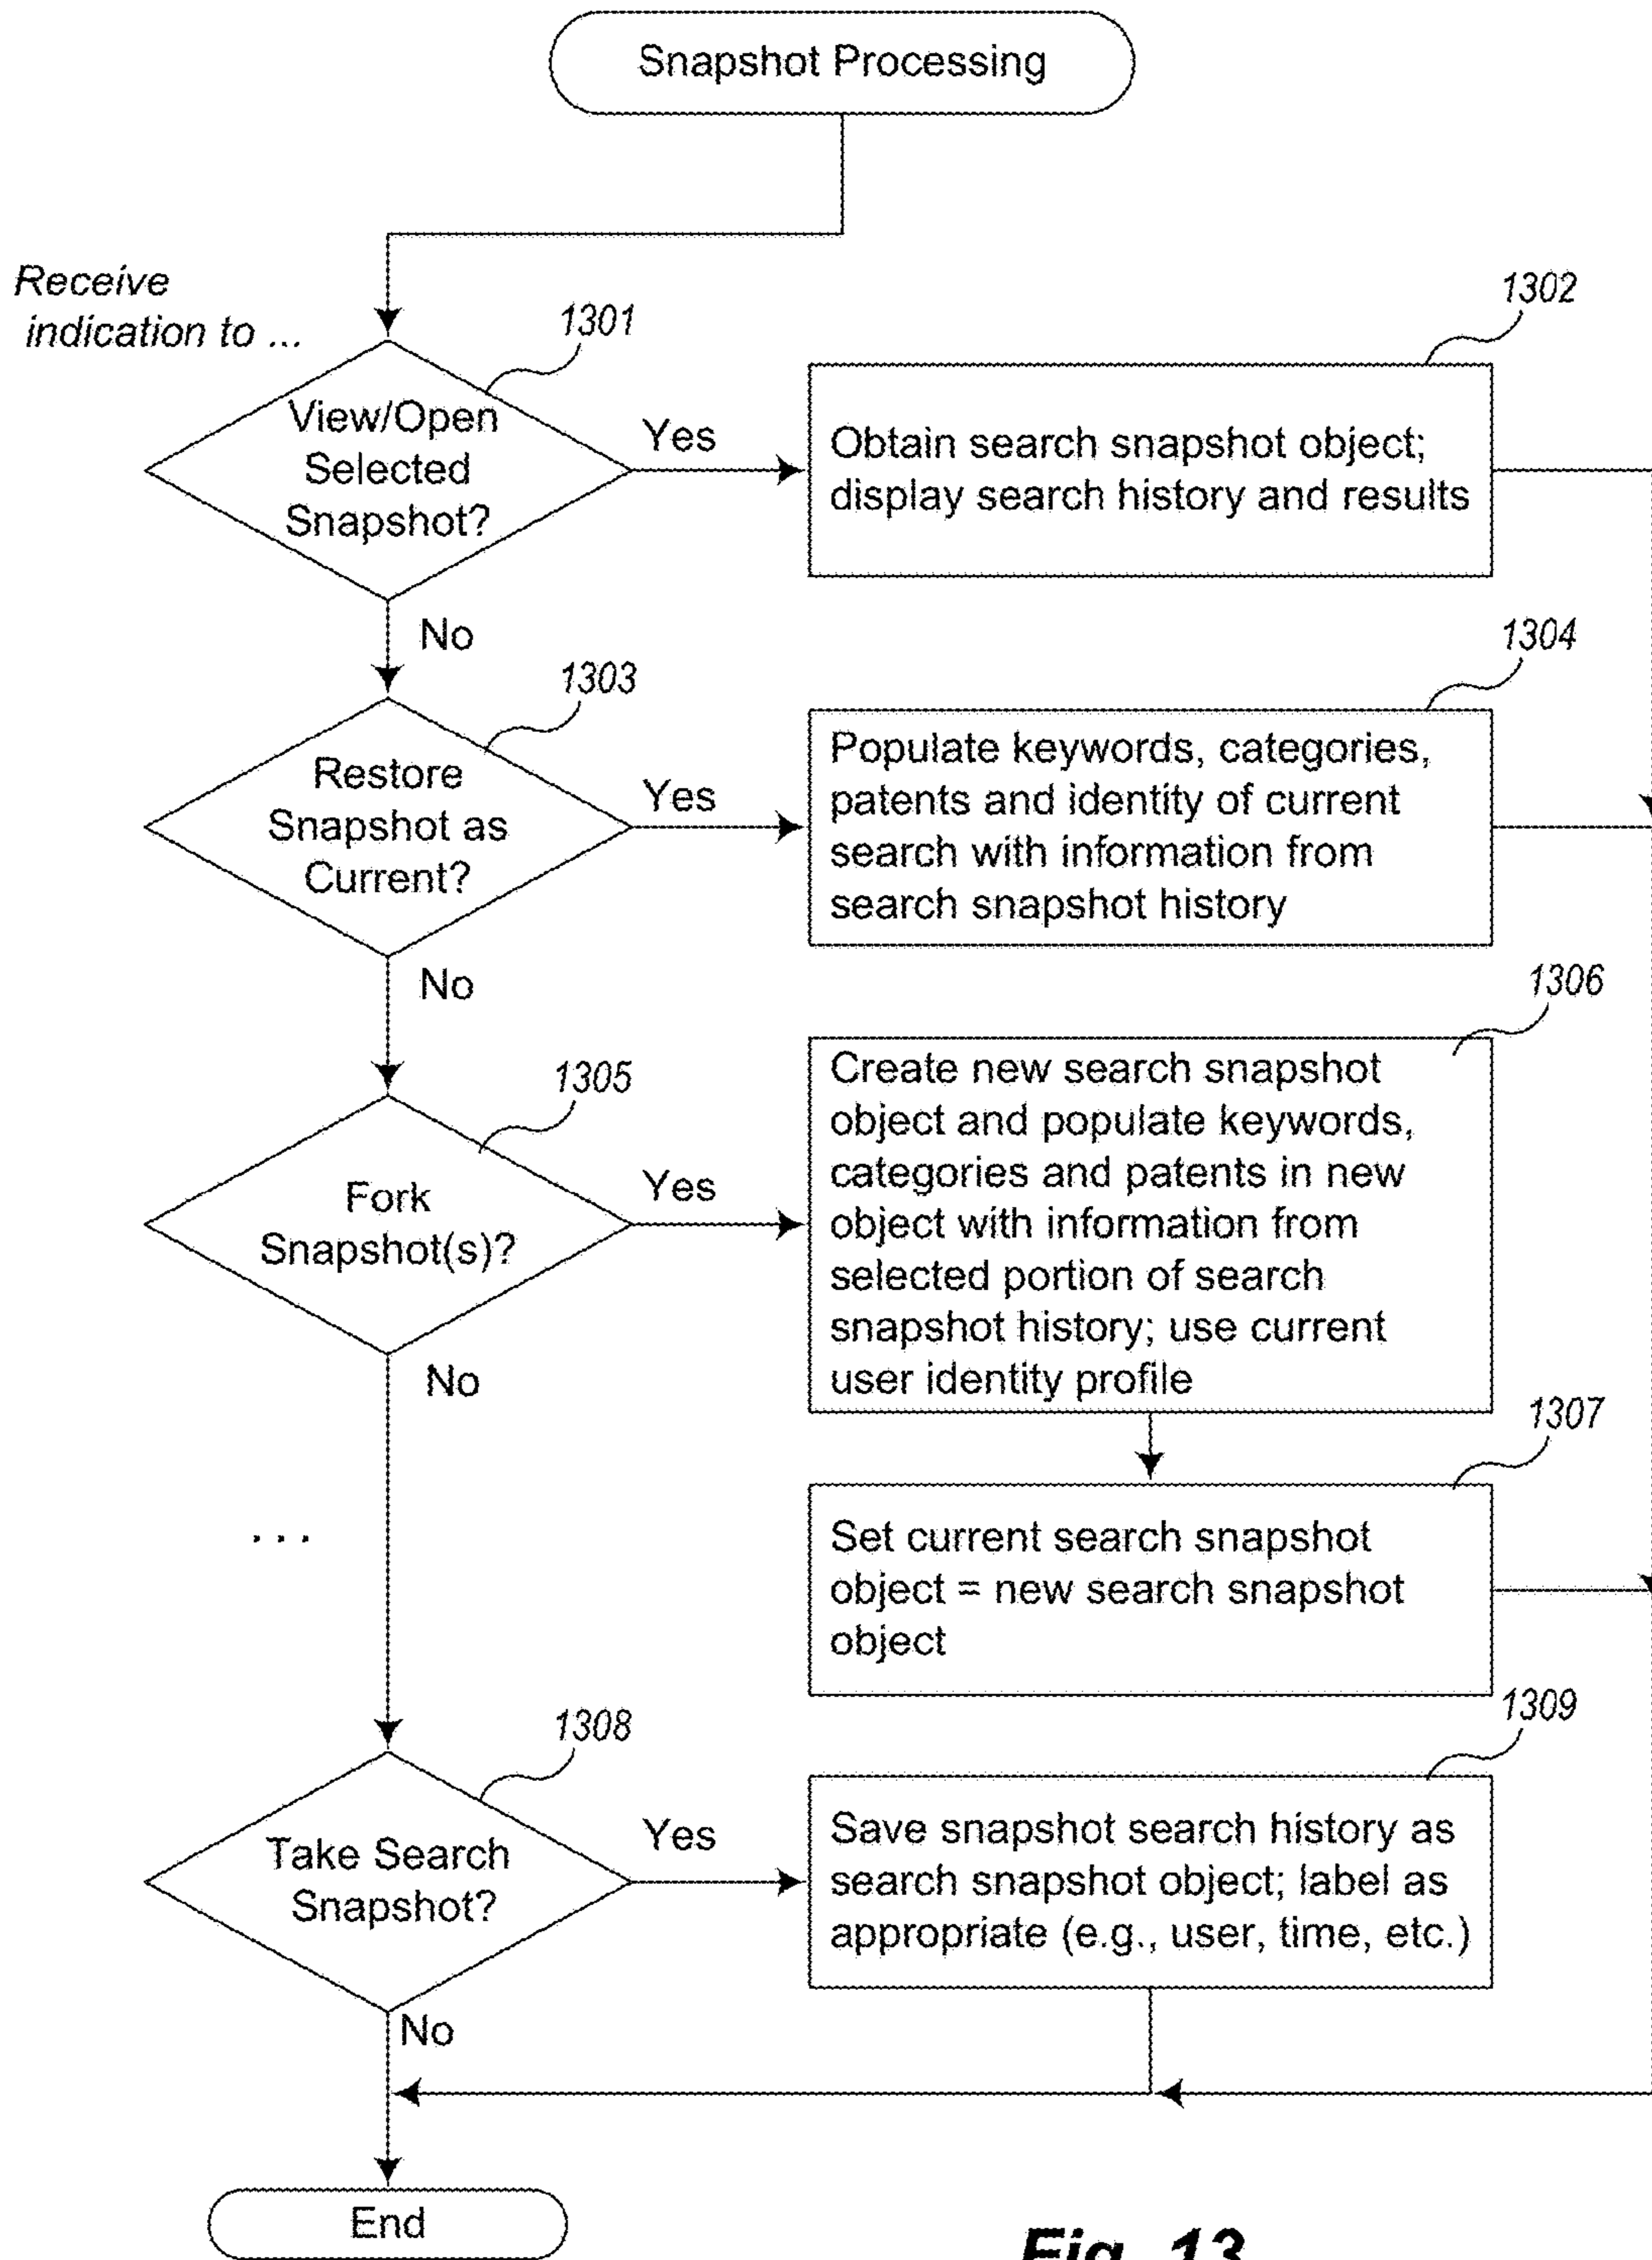 Snapshot Processing
Receive
indication to ...
1301
View/Open
Selected
Snapshot?
Yes
1302
Obtain search snapshot object;
display search history and results
No
1303
Restore
Snapshot as
Current?
Yes
1304
Populate keywords, categories,
patents and identity of current
search with information from
search snapshot history
No
1305
Fork
Snapshot(s)?
Yes
1306
Create new search snapshot
object and populate keywords,
categories and patents in new
object with information from
selected portion of search
snapshot history; use current
user identity profile
No
1307
Set current search snapshot
object = new search snapshot
object
. . .
1308
Take Search
Snapshot?
Yes
1309
Save snapshot search history as
search snapshot object; label as
appropriate (e.g., user, time, etc.)
No
End
Fig. 13